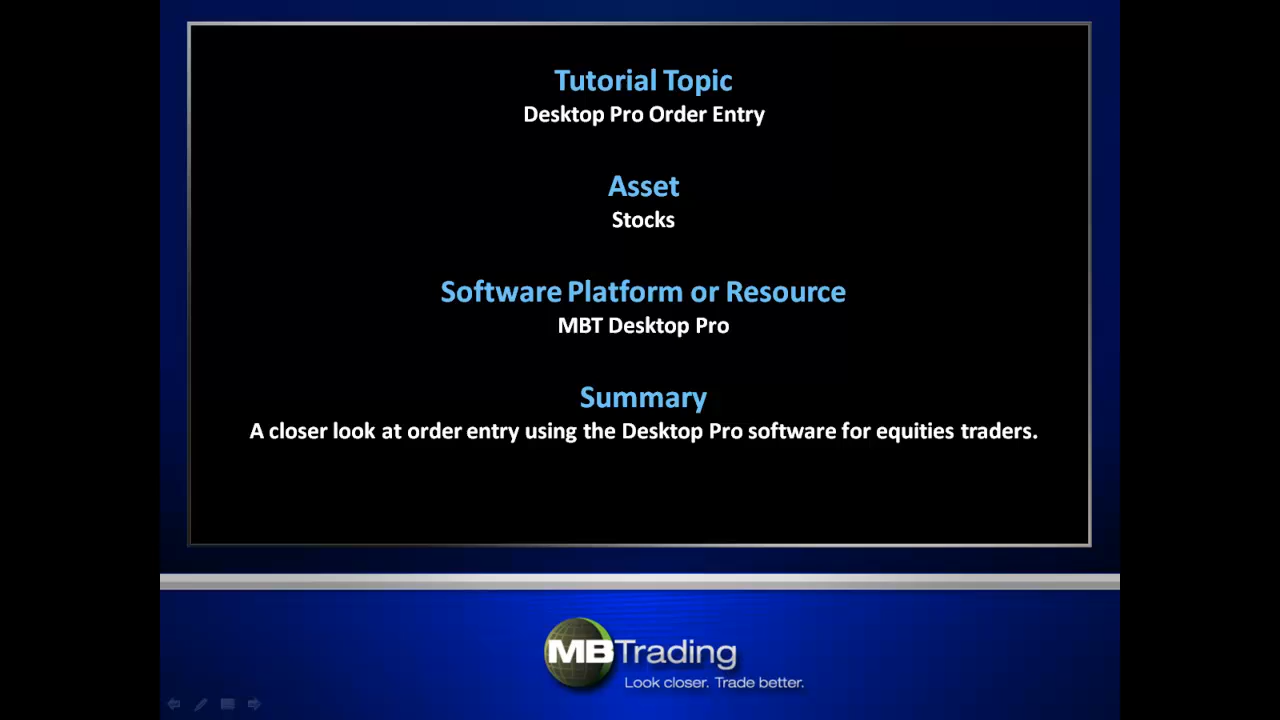 Tutorial Topic
Desktop Pro Order Entry
Asset
Stocks
Software Platform or Resource
MBT Desktop Pro
Summary
A closer look at order entry using the Desktop Pro software for equities traders.
MBTrading
Look closer. Trade better.